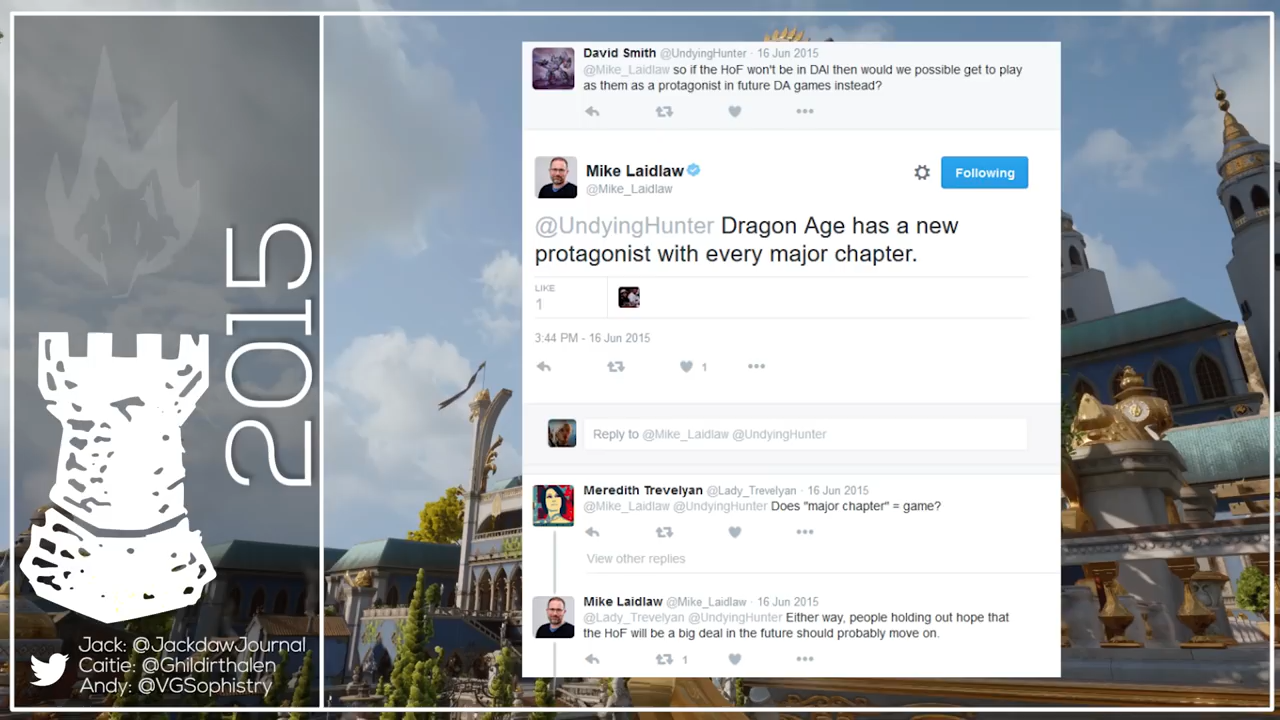 David Smith @UndyingHunter · 16 Jun 2015
@Mike_Laidlaw so if the HoF won't be in DAI then would we possible get to play
as them as a protagonist in future DA games instead?
Mike Laidlaw
@Mike_Laidlaw
Following
@UndyingHunter Dragon Age has a new
protagonist with every major chapter.
LIKE
1
3:44 PM - 16 Jun 2015
1
Reply to @Mike_Laidlaw @UndyingHunter
Meredith Trevelyan @Lady_Trevelyan · 16 Jun 2015
@Mike_Laidlaw @UndyingHunter Does "major chapter" = game?
View other replies
Mike Laidlaw @Mike_Laidlaw · 16 Jun 2015
@Lady_Trevelyan @UndyingHunter Either way, people holding out hope that
the HoF will be a big deal in the future should probably move on.
1
2015
Jack: @JackdawJournal
Caitie: @Ghildirthalen
Andy: @VGSophistry